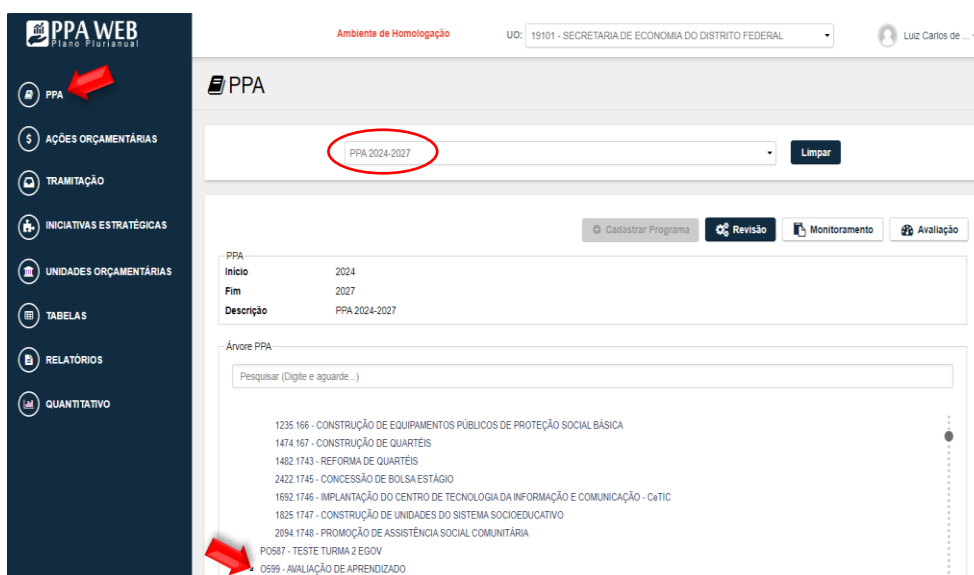 PPA WEB
Plano Plurianual
Ambiente de Homologação
UO: 19101 - SECRETARIA DE ECONOMIA DO DISTRITO FEDERAL
Luiz Carlos de ...
PPA
AÇÕES ORÇAMENTÁRIAS
TRAMITAÇÃO
INICIATIVAS ESTRATÉGICAS
UNIDADES ORÇAMENTÁRIAS
TABELAS
RELATÓRIOS
QUANTITATIVO
PPA
PPA 2024-2027
Limpar
Cadastrar Programa
Revisão
Monitoramento
Avaliação
PPA
Início 2024
Fim 2027
Descrição PPA 2024-2027
Árvore PPA
Pesquisar (Digite e aguarde...)
1235.166 - CONSTRUÇÃO DE EQUIPAMENTOS PÚBLICOS DE PROTEÇÃO SOCIAL BÁSICA
1474.167 - CONSTRUÇÃO DE QUARTÉIS
1482.1743 - REFORMA DE QUARTÉIS
2422.1745 - CONCESSÃO DE BOLSA ESTÁGIO
1692.1746 - IMPLANTAÇÃO DO CENTRO DE TECNOLOGIA DA INFORMAÇÃO E COMUNICAÇÃO - CeTIC
1825.1747 - CONSTRUÇÃO DE UNIDADES DO SISTEMA SOCIOEDUCATIVO
2094.1748 - PROMOÇÃO DE ASSISTÊNCIA SOCIAL COMUNITÁRIA
PO587 - TESTE TURMA 2 EGOV
O599 - AVALIAÇÃO DE APRENDIZADO